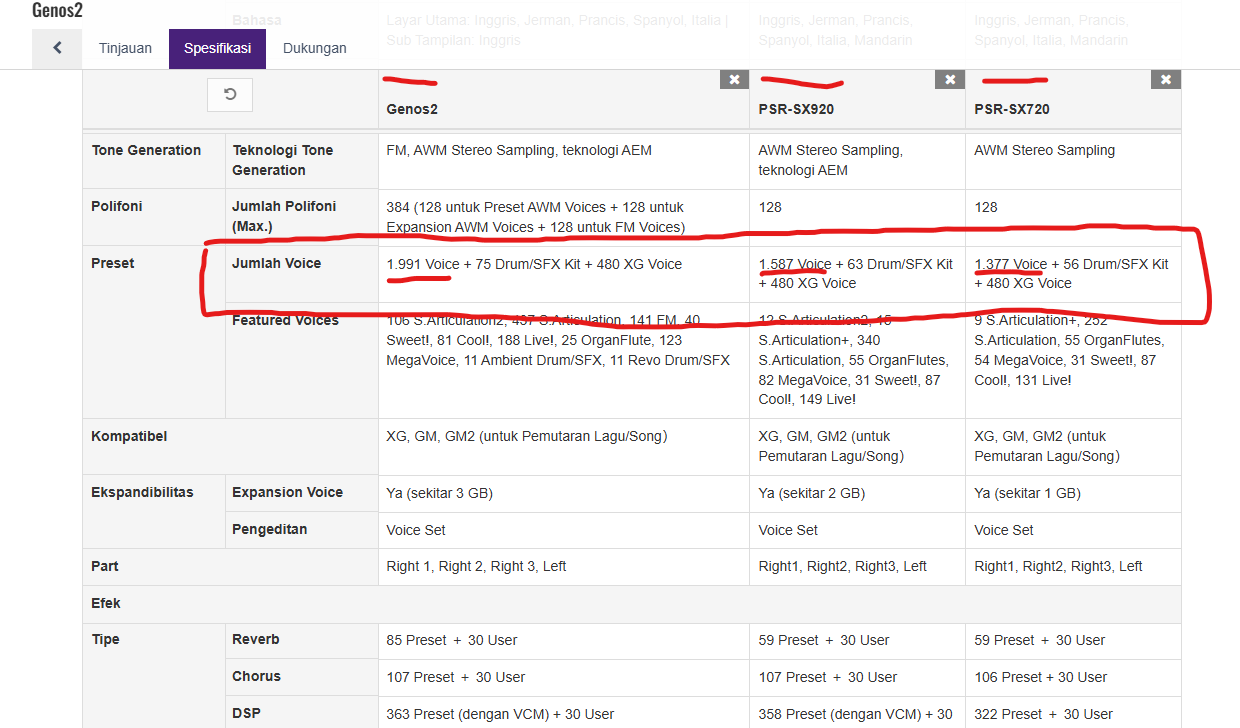 Genos2
Tinjauan
Spesifikasi
Dukungan
Bahasa
Layar Utama: Inggris, Jerman, Prancis, Spanyol, Italia |
Sub Tampilan: Inggris
Inggris, Jerman, Prancis,
Spanyol, Italia, Mandarin
Inggris, Jerman, Prancis,
Spanyol, Italia, Mandarin
Genos2
PSR-SX920
PSR-SX720
Tone Generation
Teknologi Tone
Generation
FM, AWM Stereo Sampling, teknologi AEM
AWM Stereo Sampling,
teknologi AEM
AWM Stereo Sampling
Polifoni
Jumlah Polifoni
(Max.)
384 (128 untuk Preset AWM Voices + 128 untuk
Expansion AWM Voices + 128 untuk FM Voices)
128
128
Preset
Jumlah Voice
1.991 Voice + 75 Drum/SFX Kit + 480 XG Voice
1.587 Voice + 63 Drum/SFX Kit
+ 480 XG Voice
1.377 Voice + 56 Drum/SFX Kit
+ 480 XG Voice
Featured Voices
106 S.Articulation2, 497 S.Articulation, 141 FM, 40
Sweet!, 81 Cool!, 188 Live!, 25 OrganFlute, 123
MegaVoice, 11 Ambient Drum/SFX, 11 Revo Drum/SFX
12 S.Articulation2, 15
S.Articulation+, 340
S.Articulation, 55 OrganFlutes,
82 MegaVoice, 31 Sweet!, 87
Cool!, 149 Live!
9 S.Articulation+, 252
S.Articulation, 55 OrganFlutes,
54 MegaVoice, 31 Sweet!, 87
Cool!, 131 Live!
Kompatibel
XG, GM, GM2 (untuk Pemutaran Lagu/Song)
XG, GM, GM2 (untuk
Pemutaran Lagu/Song)
XG, GM, GM2 (untuk
Pemutaran Lagu/Song)
Ekspandibilitas
Expansion Voice
Ya (sekitar 3 GB)
Ya (sekitar 2 GB)
Ya (sekitar 1 GB)
Pengeditan
Voice Set
Voice Set
Voice Set
Part
Right 1, Right 2, Right 3, Left
Right1, Right2, Right3, Left
Right1, Right2, Right3, Left
Efek
Tipe
Reverb
85 Preset + 30 User
59 Preset + 30 User
59 Preset + 30 User
Chorus
107 Preset + 30 User
107 Preset + 30 User
106 Preset + 30 User
DSP
363 Preset (dengan VCM) + 30 User
358 Preset (dengan VCM) + 30
322 Preset + 30 User